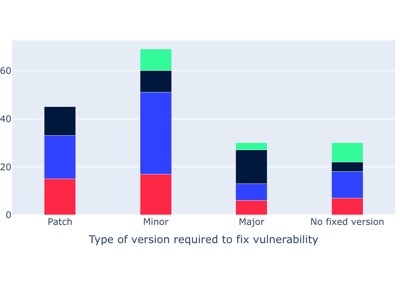 60
40
20
0
Patch
Minor
Major
No fixed version
Type of version required to fix vulnerability